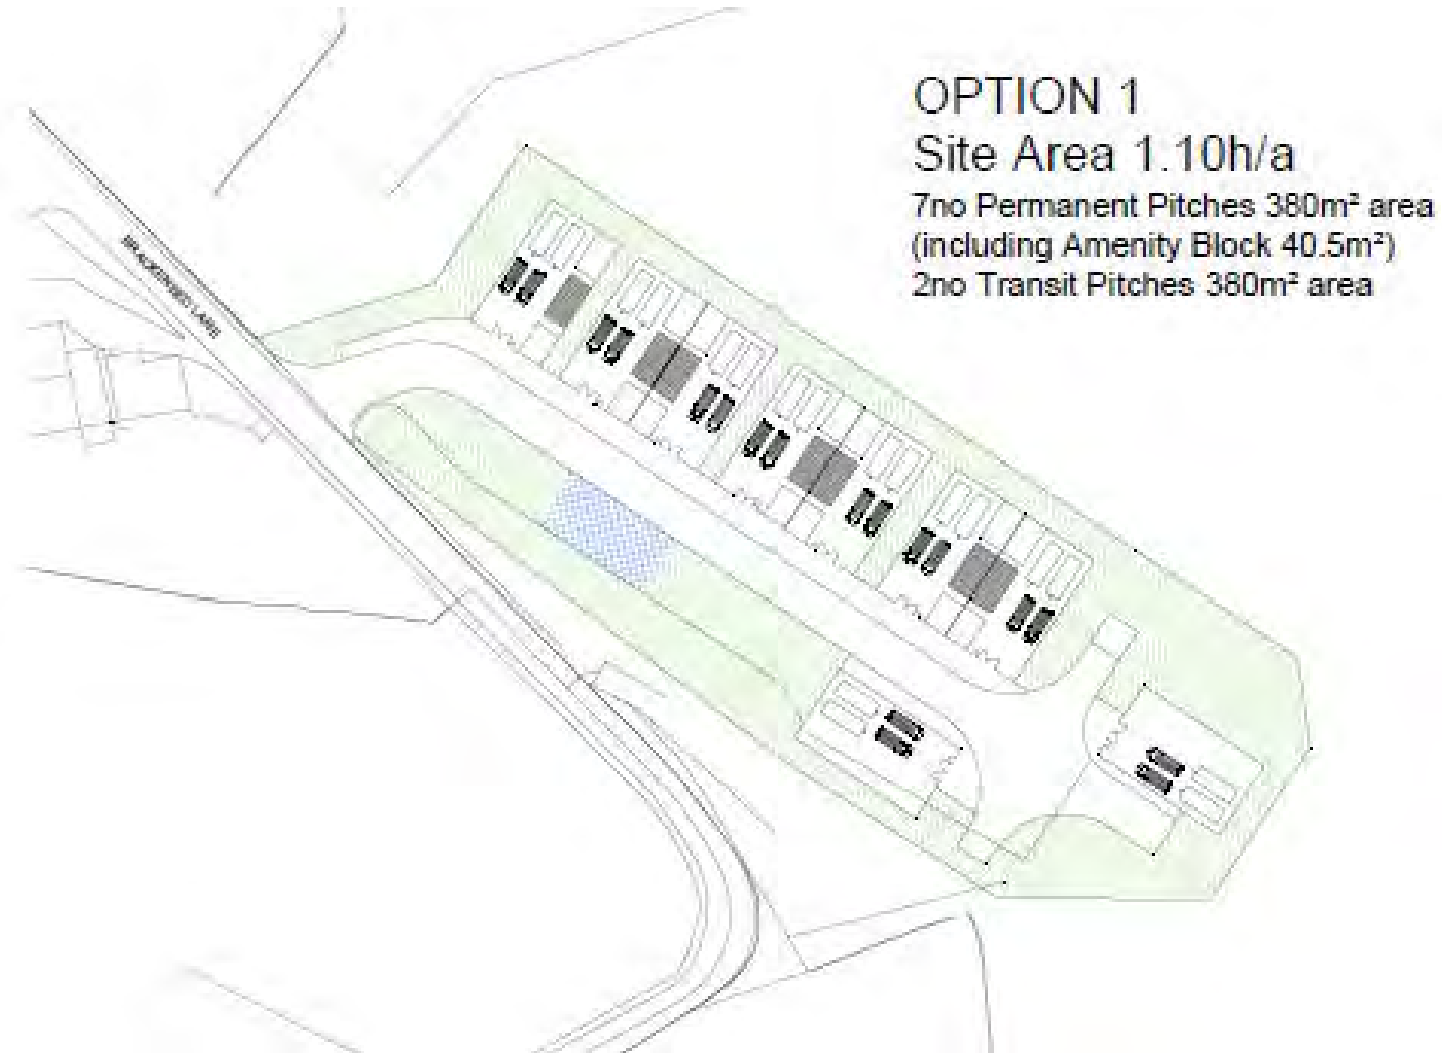 OPTION 1
Site Area 1.10h/a
7no Permanent Pitches 380m² area
(including Amenity Block 40.5m²)
2no Transit Pitches 380m² area